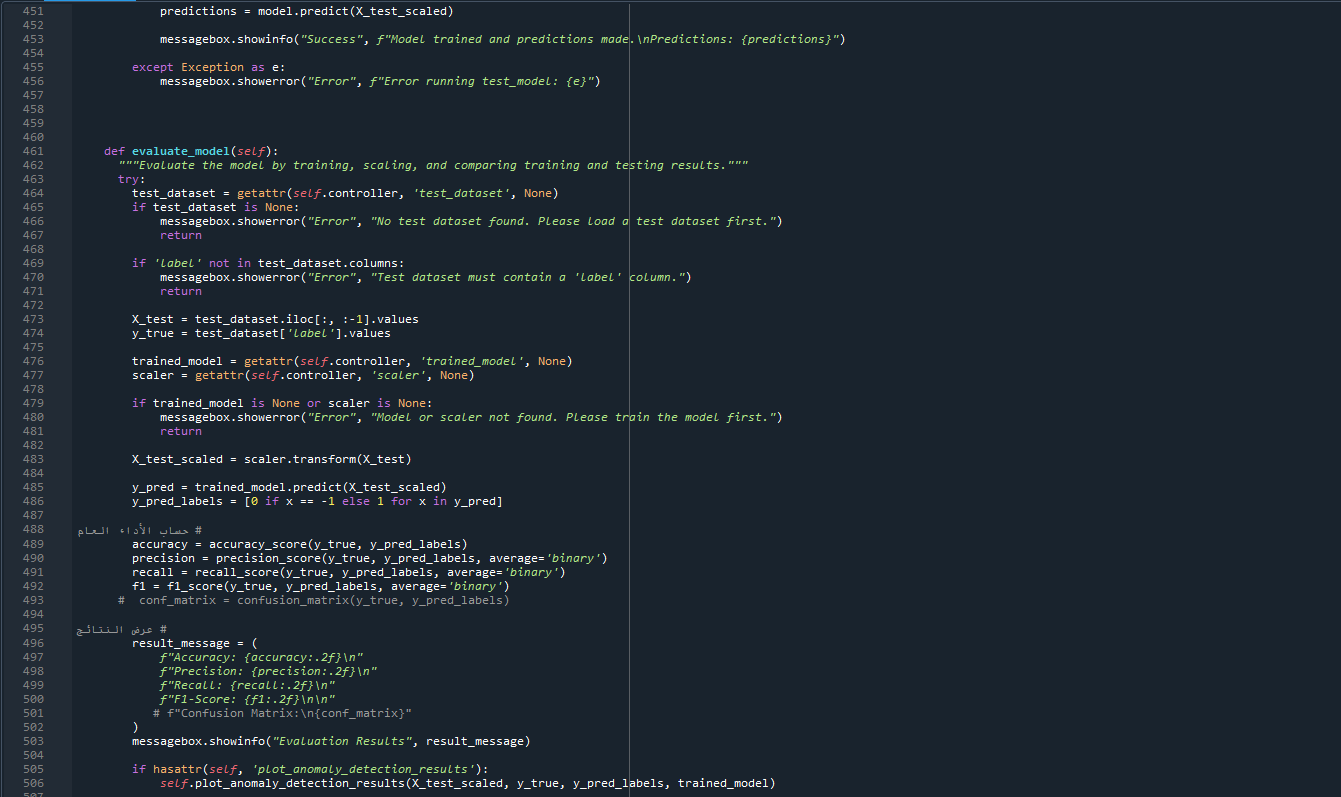 451 predictions = model.predict(X_test_scaled)
452
453 messagebox.showinfo("Success", f"Model trained and predictions made.\nPredictions: {predictions}")
454
455 except Exception as e:
456 messagebox.showerror("Error", f"Error running test_model: {e}")
457
458
459
460
461 def evaluate_model(self):
462 """Evaluate the model by training, scaling, and comparing training and testing results."""
463 try:
464 test_dataset = getattr(self.controller, 'test_dataset', None)
465 if test_dataset is None:
466 messagebox.showerror("Error", "No test dataset found. Please load a test dataset first.")
467 return
468
469 if 'label' not in test_dataset.columns:
470 messagebox.showerror("Error", "Test dataset must contain a 'label' column.")
471 return
472
473 X_test = test_dataset.iloc[:, :-1].values
474 y_true = test_dataset['label'].values
475
476 trained_model = getattr(self.controller, 'trained_model', None)
477 scaler = getattr(self.controller, 'scaler', None)
478
479 if trained_model is None or scaler is None:
480 messagebox.showerror("Error", "Model or scaler not found. Please train the model first.")
481 return
482
483 X_test_scaled = scaler.transform(X_test)
484
485 y_pred = trained_model.predict(X_test_scaled)
486 y_pred_labels = [0 if x == -1 else 1 for x in y_pred]
487
488 # حساب الأداء العام
489 accuracy = accuracy_score(y_true, y_pred_labels)
490 precision = precision_score(y_true, y_pred_labels, average='binary')
491 recall = recall_score(y_true, y_pred_labels, average='binary')
492 f1 = f1_score(y_true, y_pred_labels, average='binary')
493 # conf_matrix = confusion_matrix(y_true, y_pred_labels)
494
495 # عرض النتائج
496 result_message = (
497 f"Accuracy: {accuracy:.2f}\n"
498 f"Precision: {precision:.2f}\n"
499 f"Recall: {recall:.2f}\n"
500 f"F1-Score: {f1:.2f}\n\n"
501 # f"Confusion Matrix:\n{conf_matrix}"
502 )
503 messagebox.showinfo("Evaluation Results", result_message)
504
505 if hasattr(self, 'plot_anomaly_detection_results'):
506 self.plot_anomaly_detection_results(X_test_scaled, y_true, y_pred_labels, trained_model)
507